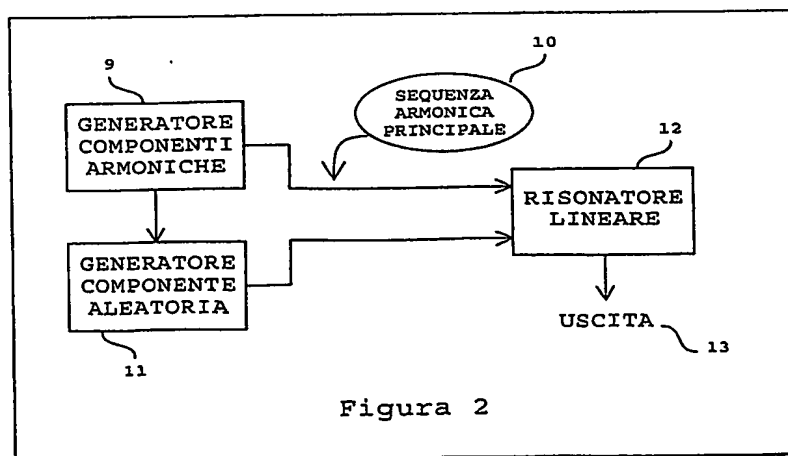 9
GENERATORE
COMPONENTI
ARMONICHE
10
SEQUENZA
ARMONICA
PRINCIPALE
12
RISONATORE
LINEARE
GENERATORE
COMPONENTE
ALEATORIA
11
USCITA
13
Figura 2